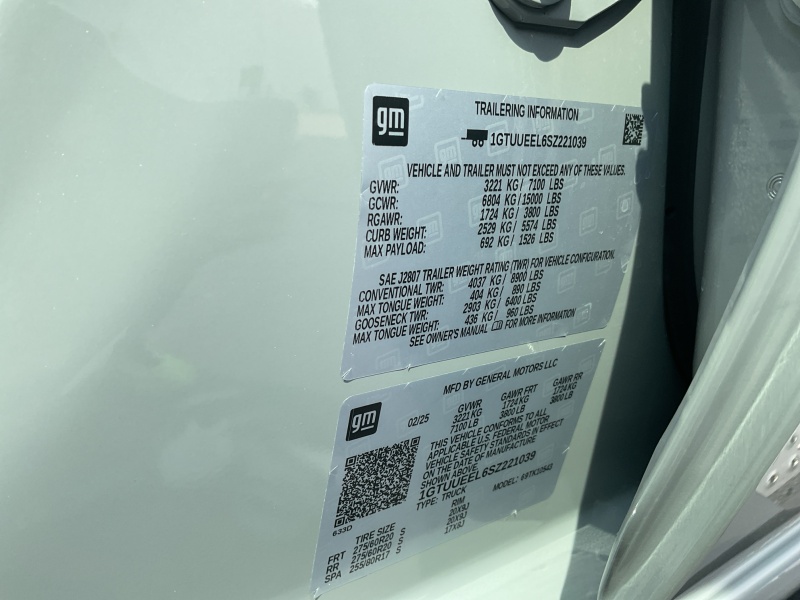 gm
TRAILERING INFORMATION
1GTUUEEL6SZ221039
VEHICLE AND TRAILER MUST NOT EXCEED ANY OF THESE VALUES.
GVWR: 3221 KG / 7100 LBS
GCWR: 6804 KG / 15000 LBS
RGAWR: 1724 KG / 3800 LBS
CURB WEIGHT: 2529 KG / 5574 LBS
MAX PAYLOAD: 692 KG / 1526 LBS
SAE J2807 TRAILER WEIGHT RATING (TWR) FOR VEHICLE CONFIGURATION.
CONVENTIONAL TWR: 4037 KG / 8900 LBS
MAX TONGUE WEIGHT: 404 KG / 890 LBS
GOOSENECK TWR: 2903 KG / 6400 LBS
MAX TONGUE WEIGHT: 436 KG / 960 LBS
SEE OWNER'S MANUAL FOR MORE INFORMATION
gm
MFD BY GENERAL MOTORS LLC
02/25 GVWR GAWR FRT GAWR RR
3221 KG 1724 KG 1724 KG
7100 LB 3800 LB 3800 LB
THIS VEHICLE CONFORMS TO ALL
APPLICABLE U.S. FEDERAL MOTOR
VEHICLE SAFETY STANDARDS IN EFFECT
ON THE DATE OF MANUFACTURE
SHOWN ABOVE.
1GTUUEEL6SZ221039
TYPE: TRUCK MODEL: 69TK10543
633D
TIRE SIZE RIM
FRT 275/60R20 S 20X9J
RR 275/60R20 S 20X9J
SPA 255/80R17 S 17X8J